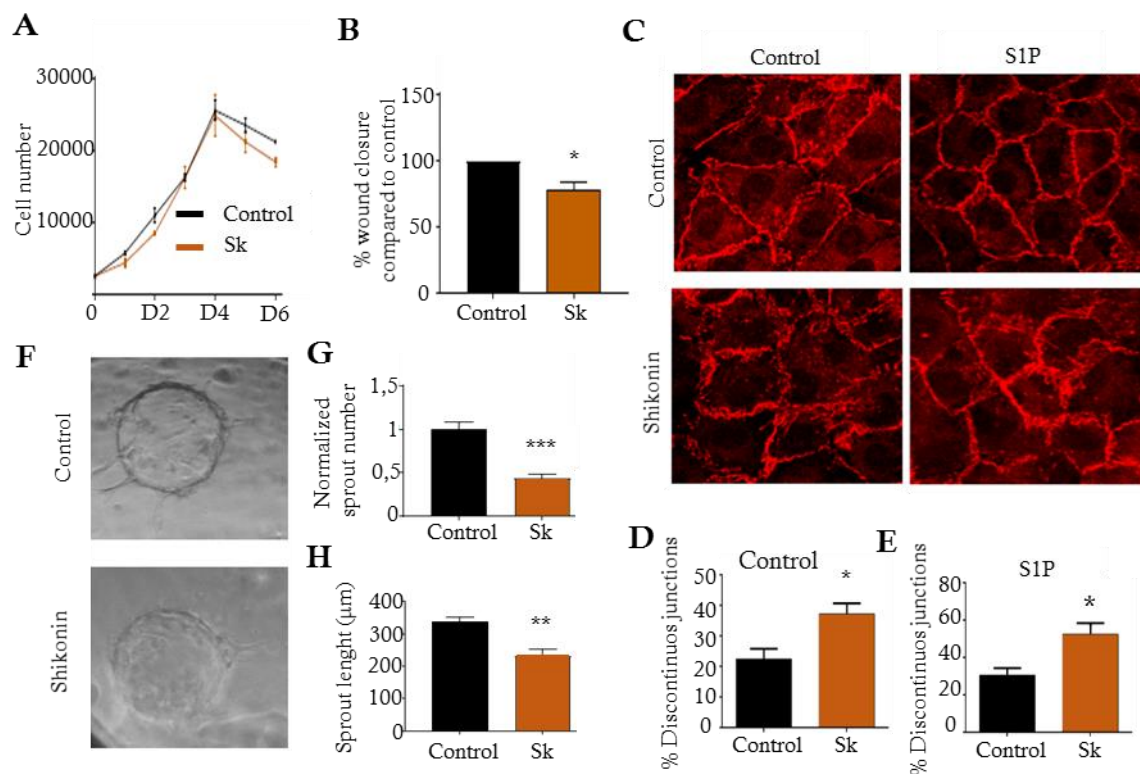 A
30000
20000
10000
0
D2
D4
D6
Cell number
Control
Sk
B
150
100
50
0
% wound closure
compared to control
*
Control
Sk
C
Control
S1P
Control
Shikonin
F
Control
Shikonin
G
1,5
1
0,5
0
Normalized
sprout number
***
Control
Sk
H
400
300
200
100
0
Sprout lenght (µm)
**
Control
Sk
D
Control
50
40
30
20
10
0
% Discontinuos junctions
*
Control
Sk
E
S1P
80
60
40
20
0
% Discontinuos junctions
*
Control
Sk